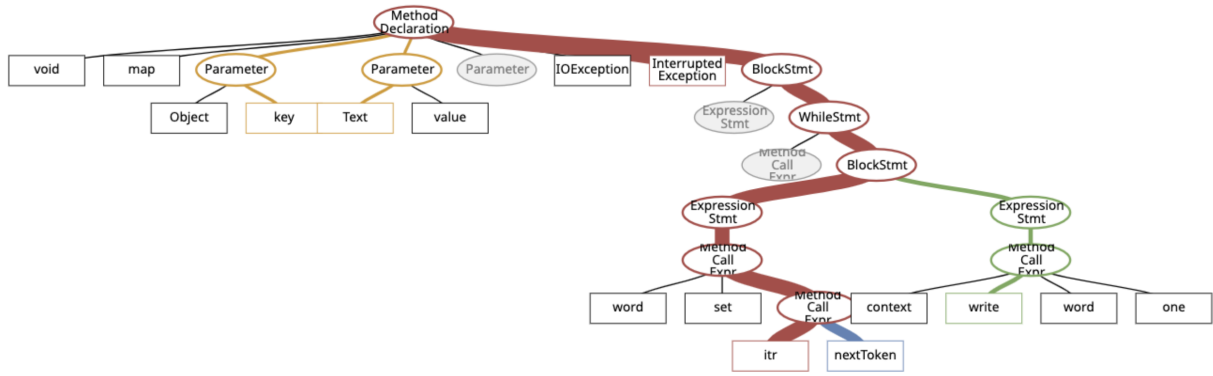 Method
Declaration
void
map
Parameter
Parameter
Parameter
IOException
Interrupted
Exception
BlockStmt
Object
key
Text
value
Expression
Stmt
WhileStmt
Method
Call
Expr
BlockStmt
Expression
Stmt
Expression
Stmt
Method
Call
Expr
Method
Call
Expr
word
set
Method
Call
Expr
context
write
word
one
itr
nextToken